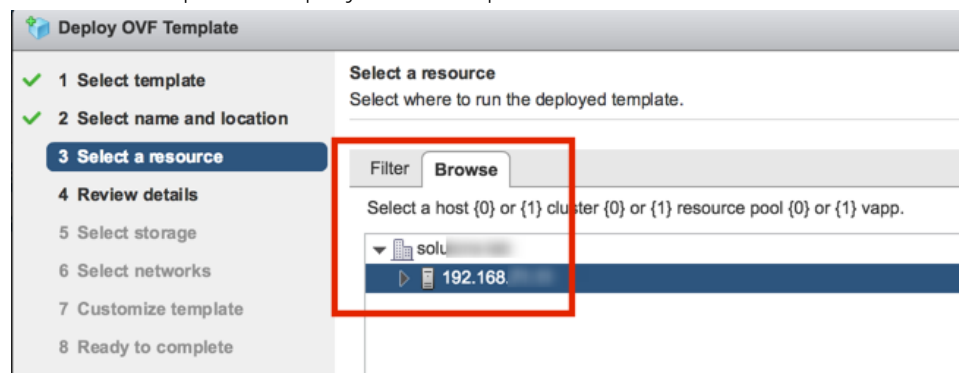 Deploy OVF Template
1 Select template
2 Select name and location
3 Select a resource
4 Review details
5 Select storage
6 Select networks
7 Customize template
8 Ready to complete
Select a resource
Select where to run the deployed template.
Filter Browse
Select a host {0} or {1} cluster {0} or {1} resource pool {0} or {1} vapp.
solu
192.168.